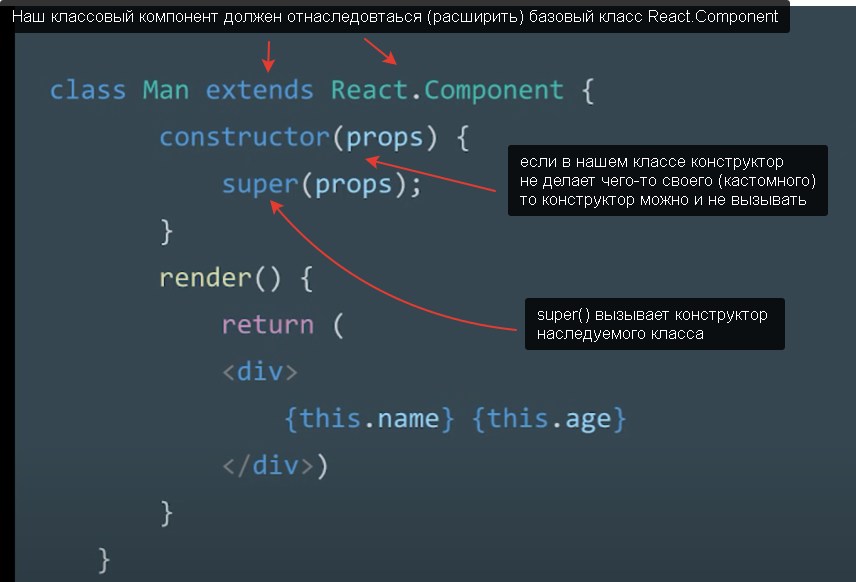 Наш классовый компонент должен отнаследовтаься (расширить) базовый класс React.Component
class Man extends React.Component {
constructor(props) {
super(props);
}
если в нашем классе конструктор
не делает чего-то своего (кастомного)
то конструктор можно и не вызывать
render() {
return (
super() вызывает конструктор
наследуемого класса
<div>
{this.name} {this.age}
</div>)
}
}